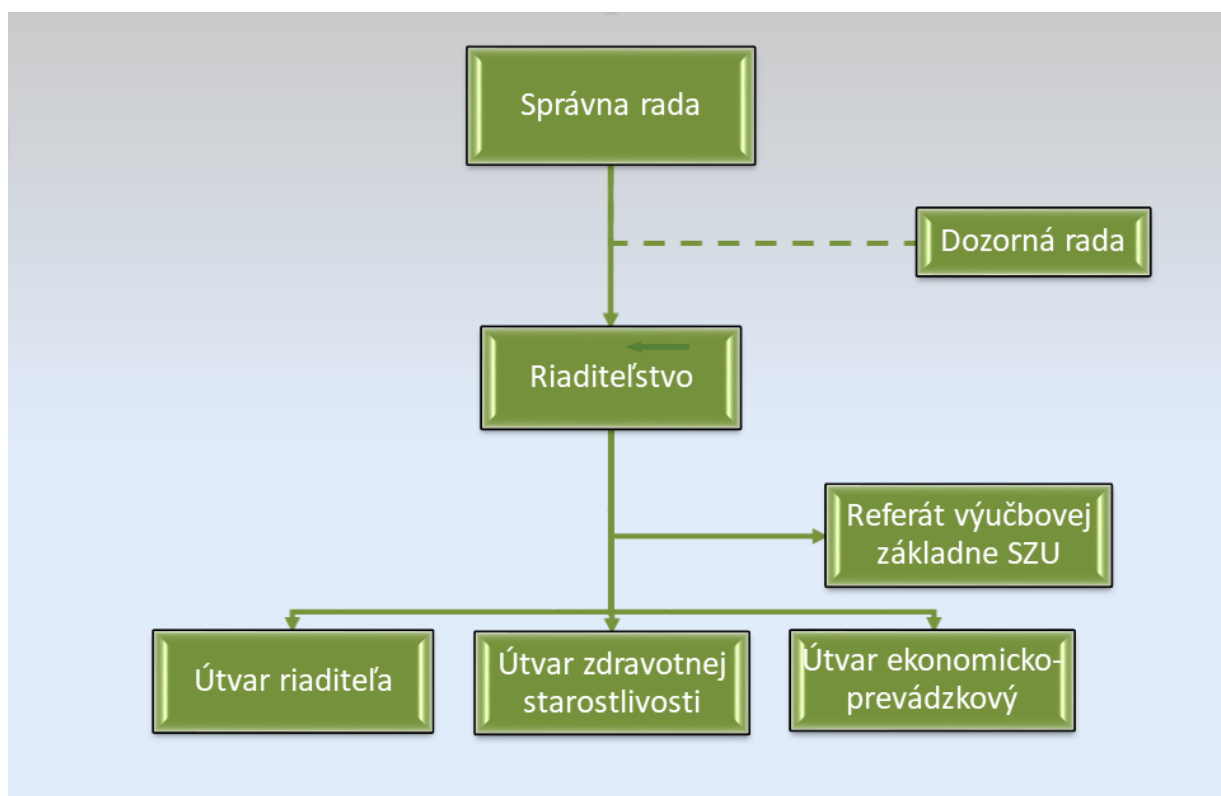 Správna rada
Dozorná rada
Riaditeľstvo
Referát výučbovej
základne SZU
Útvar riaditeľa
Útvar zdravotnej
starostlivosti
Útvar ekonomicko-
prevádzkový